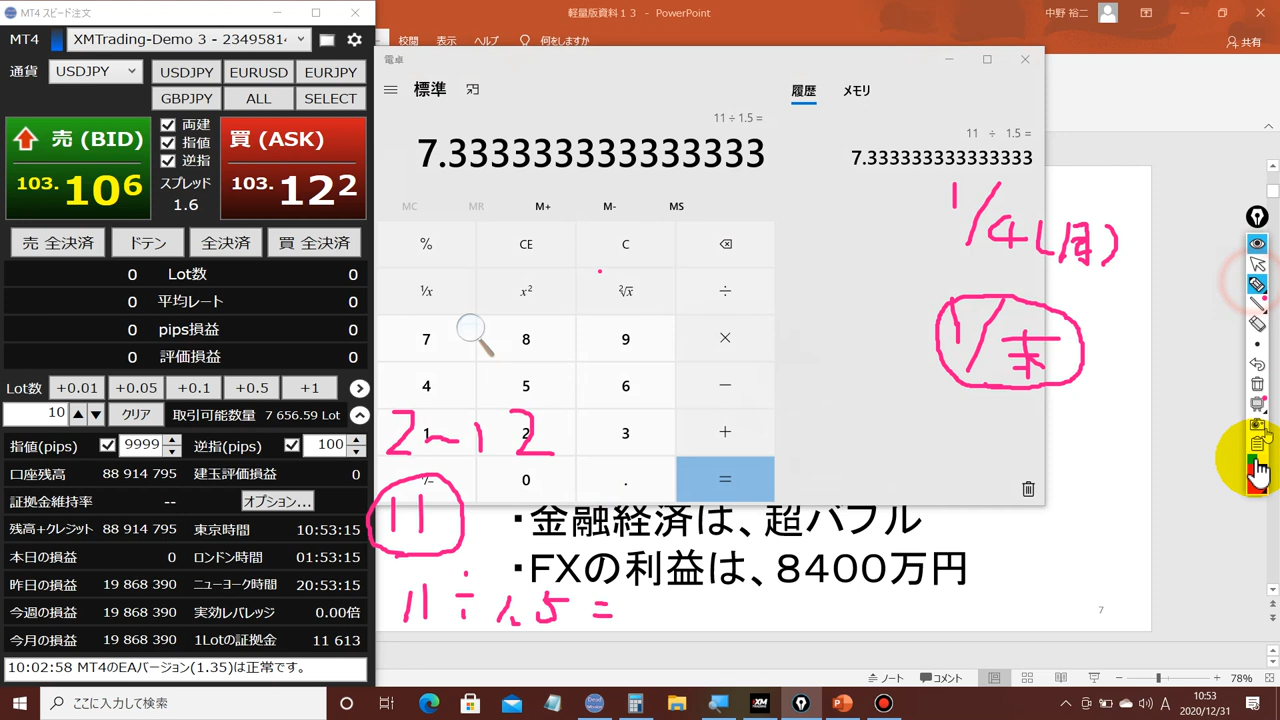 MT4 スピード注文
MT4 XMTrading-Demo 3 - 23495814
通貨 USDJPY USDJPY EURUSD EURJPY
GBPJPY ALL SELECT
売 (BID)
103.106
両建
指値
逆指
スプレッド
1.6
買 (ASK)
103.122
売 全決済 ドテン 全決済 買 全決済
0 Lot数 0
0 平均レート 0
0 pips損益 0
0 評価損益 0
Lot数 +0.01 +0.05 +0.1 +0.5 +1
10 クリア 取引可能数量 7 656.59 Lot
指値(pips) 9999 逆指(pips) 100
口座残高 88 914 795 建玉評価損益 0
証拠金維持率 -- オプション...
残高+クレジット 88 914 795 東京時間 10:53:15
本日の損益 0 ロンドン時間 01:53:15
昨日の損益 19 868 390 ニューヨーク時間 20:53:15
今週の損益 19 868 390 実効レバレッジ 0.00倍
今月の損益 19 868 390 1Lotの証拠金 11 613
10:02:58 MT4のEAバージョン(1.35)は正常です。
軽量版資料13 - PowerPoint 中野 裕二
校閲 表示 ヘルプ 何をしますか 共有
電卓
標準 履歴 メモリ
11 ÷ 1.5 =
7.333333333333333
11 ÷ 1.5 =
7.333333333333333
MC MR M+ M- MS
% CE C
¹/x x² ²√x ÷
7 8 9 ×
4 5 6 −
1 2 3 +
+/- 0 . =
1/4(月)
1/末
2~12
11
11÷1.5=
・金融経済は、超バブル
・FXの利益は、8400万円
7
ノート コメント 78%
ここに入力して検索
A 10:53
2020/12/31